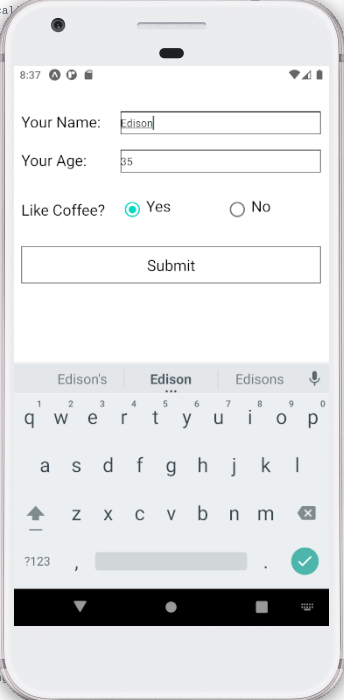 8:37
Your Name: Edison
Your Age: 35
Like Coffee? Yes No
Submit
Edison's Edison Edisons
1 2 3 4 5 6 7 8 9 0
q w e r t y u i o p
a s d f g h j k l
z x c v b n m
?123 , .